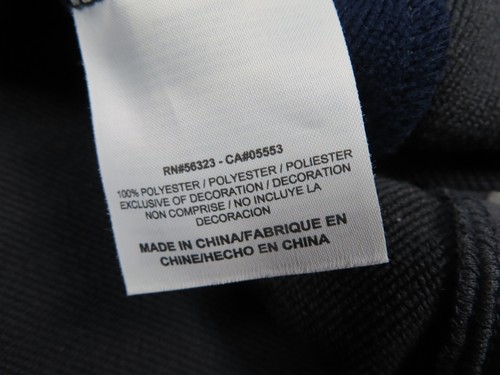 RN#56323 - CA#05553
100% POLYESTER / POLYESTER / POLIESTER
EXCLUSIVE OF DECORATION / DECORATION
NON COMPRISE / NO INCLUYE LA
DECORACION
MADE IN CHINA/FABRIQUE EN
CHINE/HECHO EN CHINA